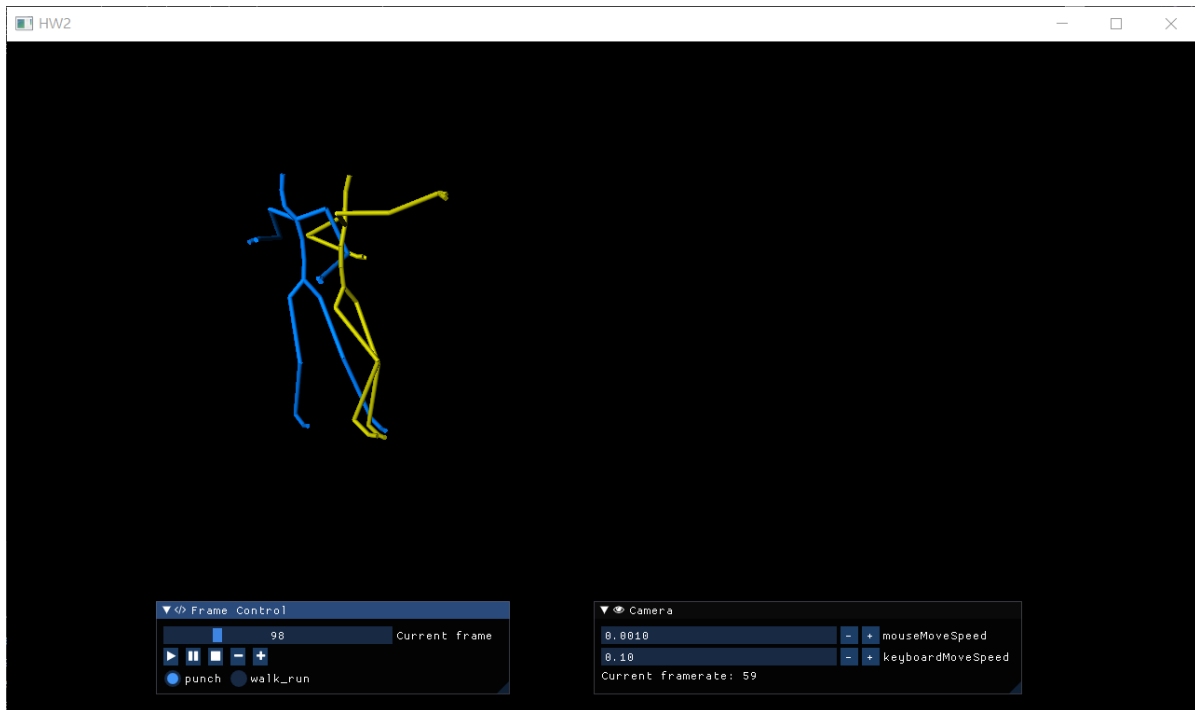 HW2
Frame Control
98 Current frame
punch walk_run
Camera
0.0010 - + mouseMoveSpeed
0.10 - + keyboardMoveSpeed
Current framerate: 59